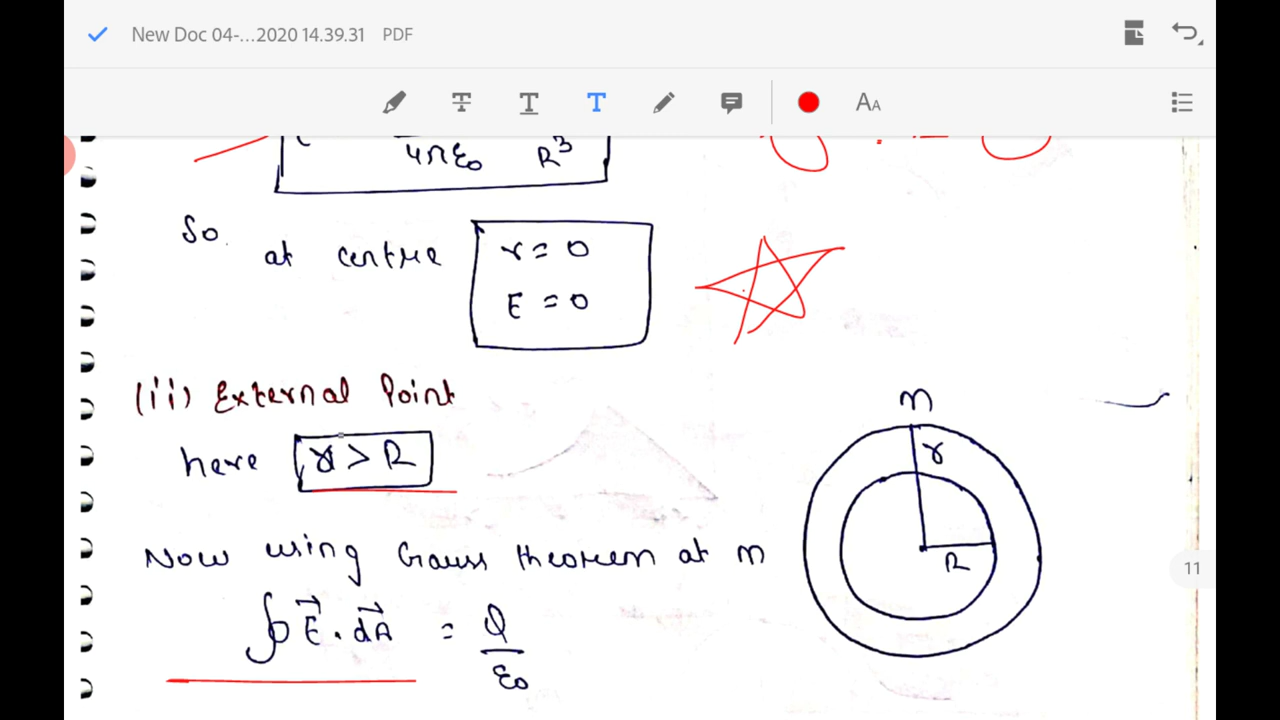 New Doc 04-...2020 14.39.31 PDF
T T T AA
4πε₀ R³
So at centre
r = 0
E = 0
(ii) External Point
here r > R
m
r
R
Now using Gauss theorem at m
∮ E⃗ . dA⃗ = Q/ε₀
11